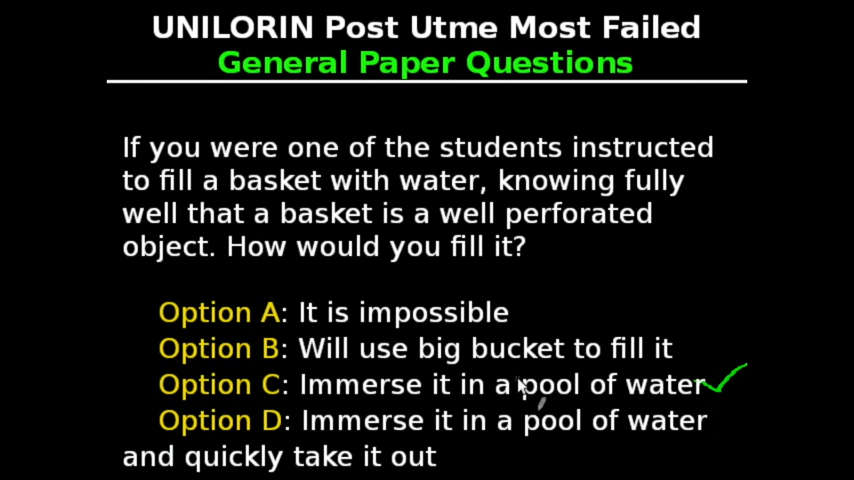 UNILORIN Post Utme Most Failed
General Paper Questions
If you were one of the students instructed
to fill a basket with water, knowing fully
well that a basket is a well perforated
object. How would you fill it?
Option A: It is impossible
Option B: Will use big bucket to fill it
Option C: Immerse it in a pool of water
Option D: Immerse it in a pool of water
and quickly take it out